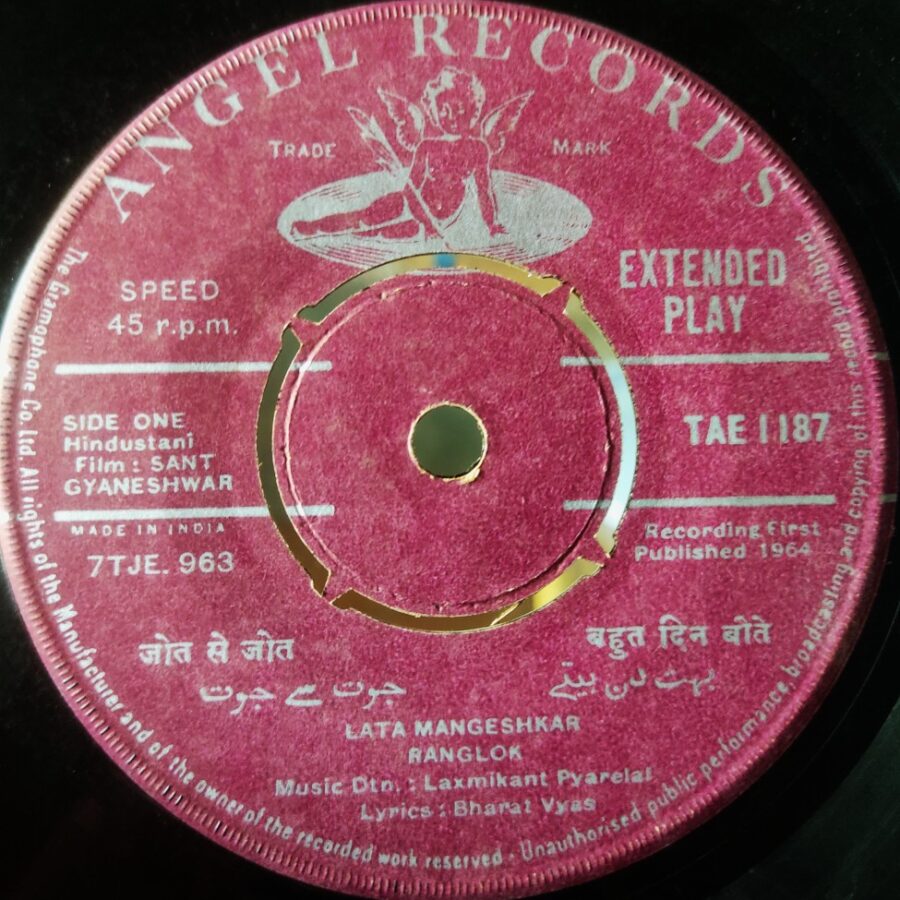 ANGEL RECORDS
TRADE MARK
SPEED
45 r.p.m.
EXTENDED
PLAY
SIDE ONE
Hindustani
Film : SANT
GYANESHWAR
TAE 1187
MADE IN INDIA
7TJE. 963
Recording first
Published 1964
जोत से जोत
बहुत दिन बीते
جوت سے جوت
بہت دن بیتے
LATA MANGESHKAR
RANGLOK
Music Dtn. : Laxmikant Pyarelal
Lyrics : Bharat Vyas
The Gramophone Co. Ltd. All rights of the Manufacturer and of the owner of the recorded work reserved · Unauthorised public performance, broadcasting and copying of this record prohibited